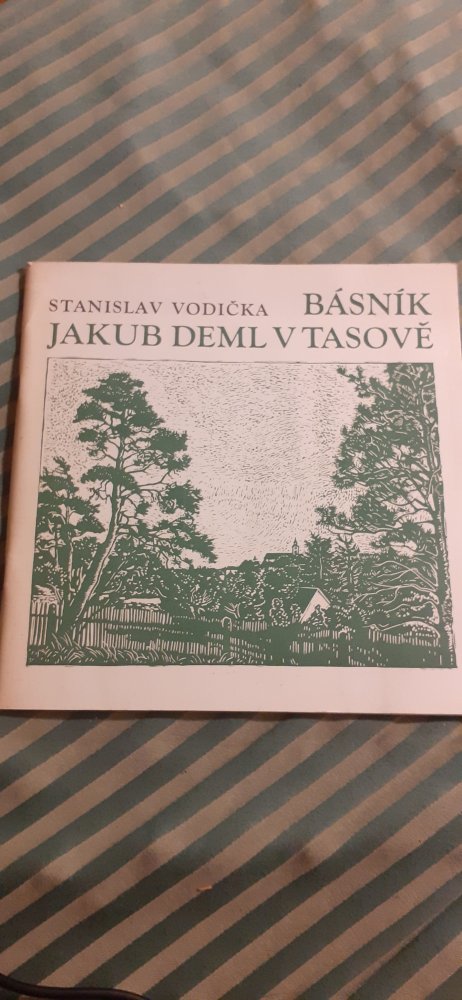 STANISLAV VODIČKA BÁSNÍK
JAKUB DEML V TASOVĚ